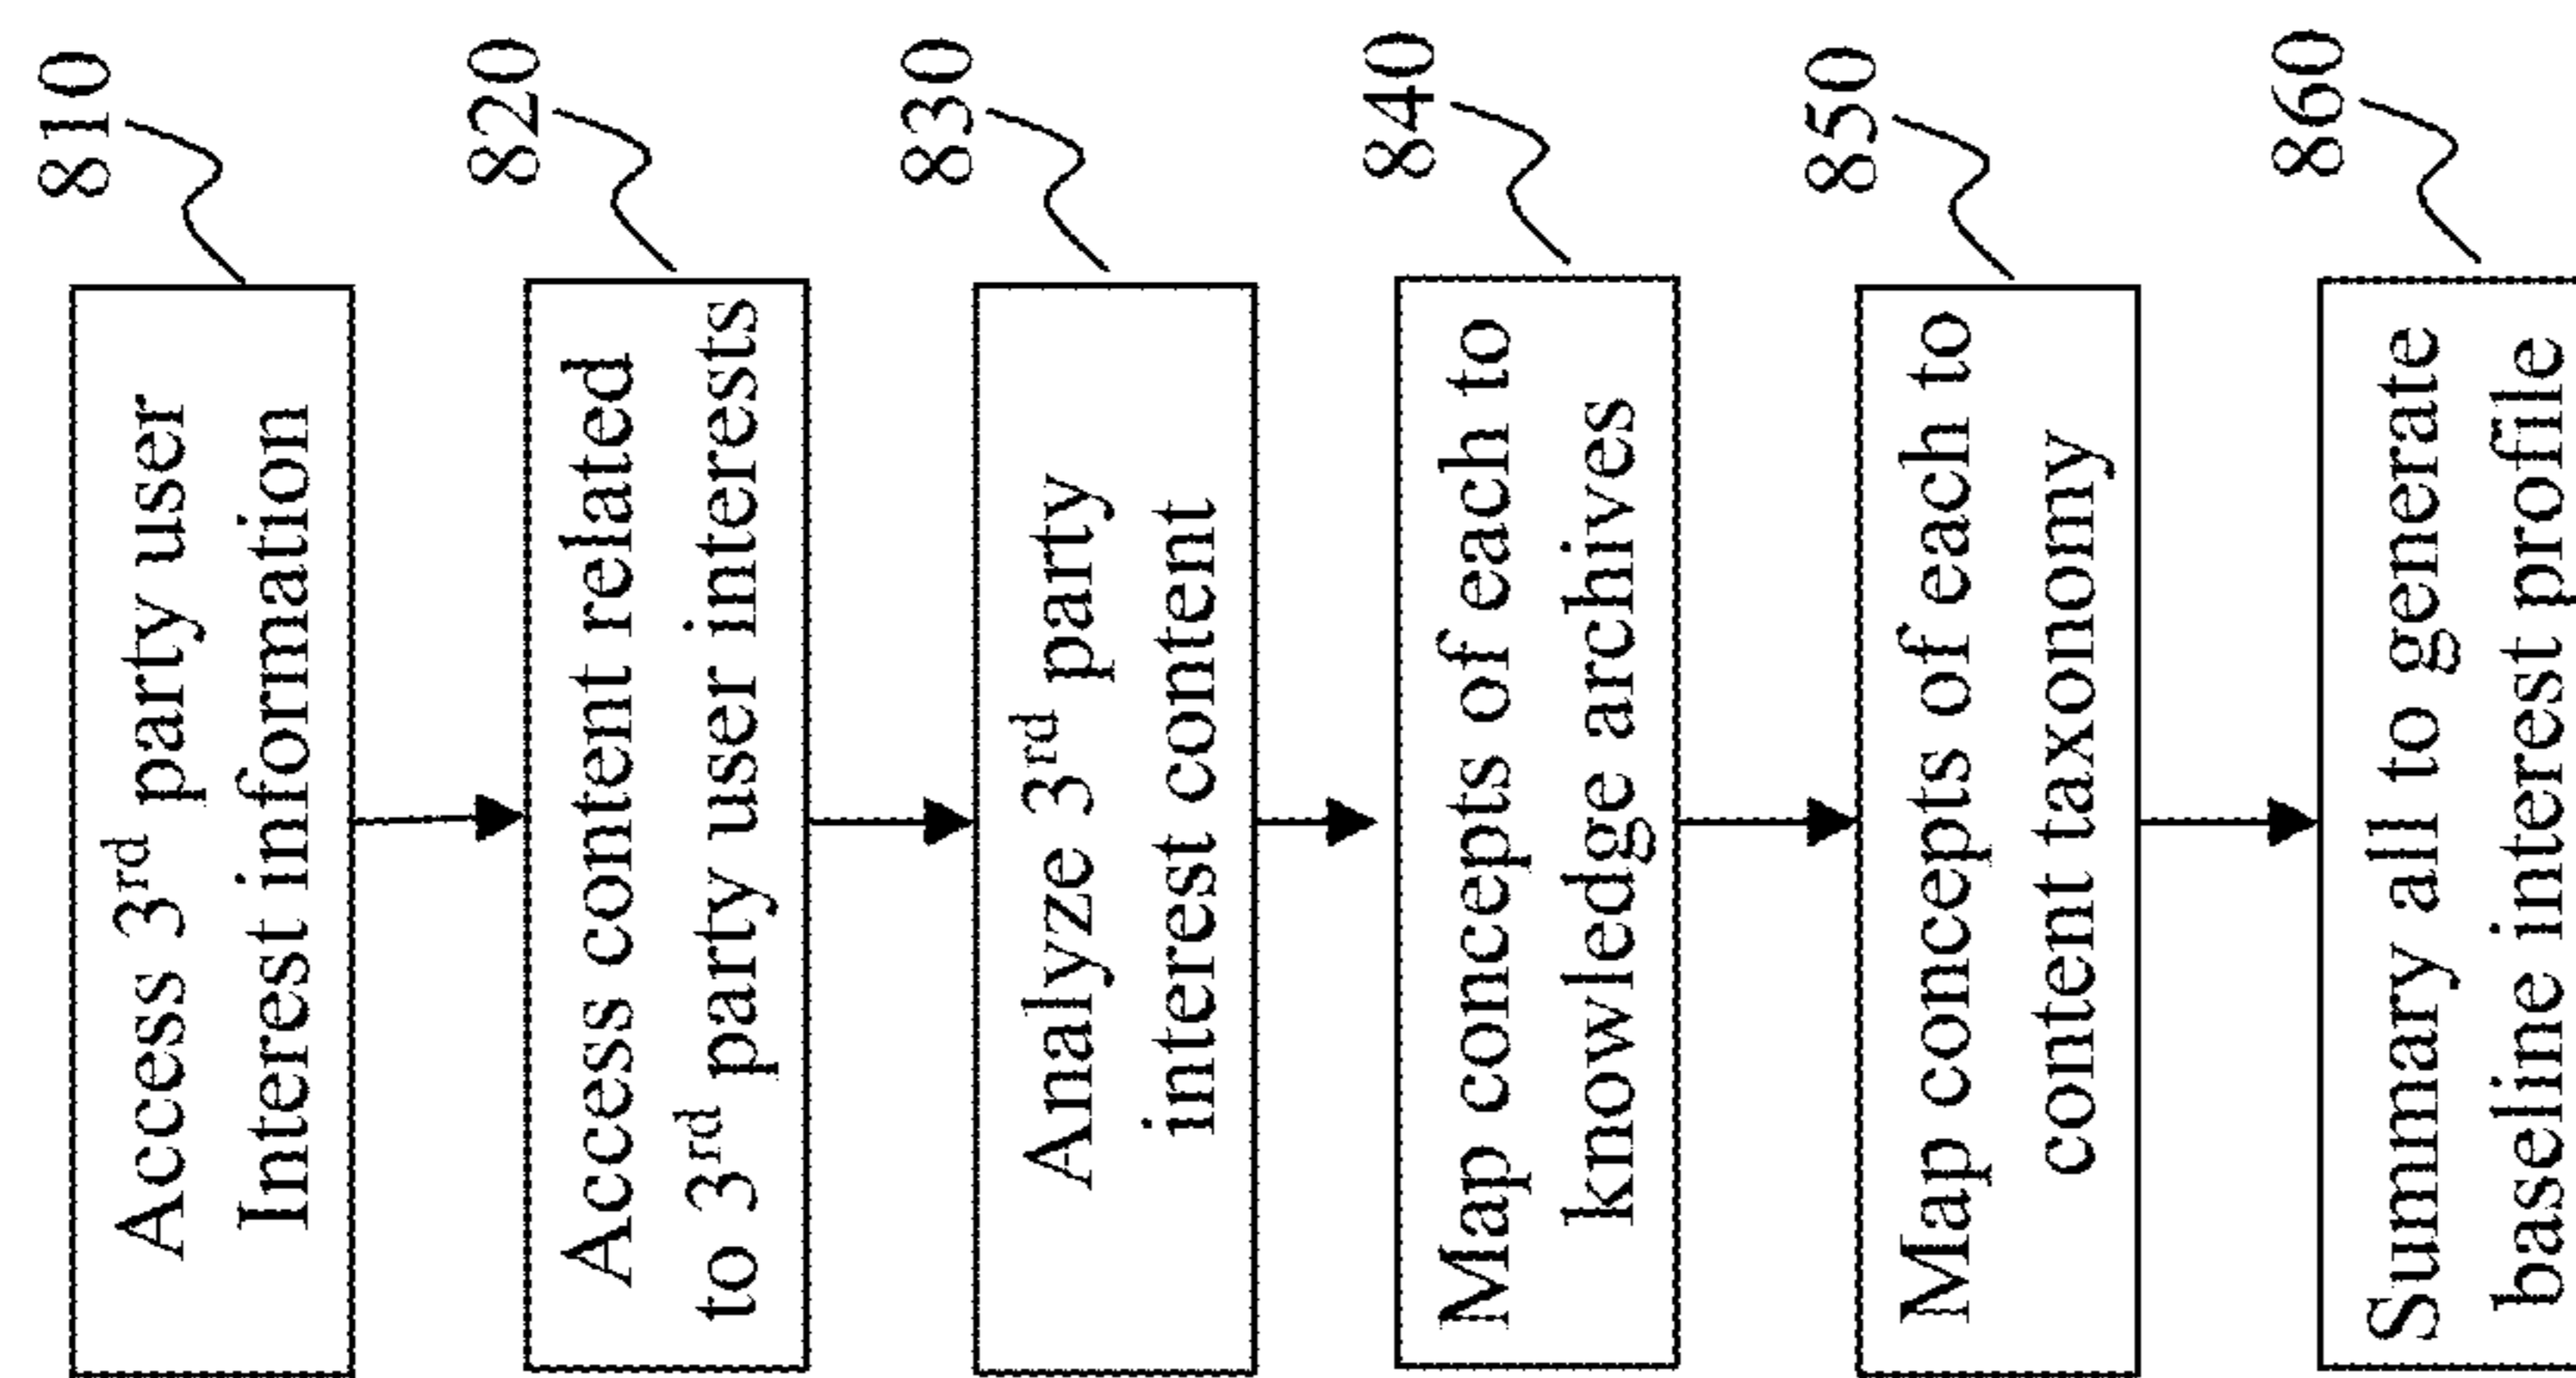 810
Access 3rd party user
Interest information
820
Access content related
to 3rd party user interests
830
Analyze 3rd party
interest content
840
Map concepts of each to
knowledge archives
850
Map concepts of each to
content taxonomy
860
Summary all to generate
baseline interest profile